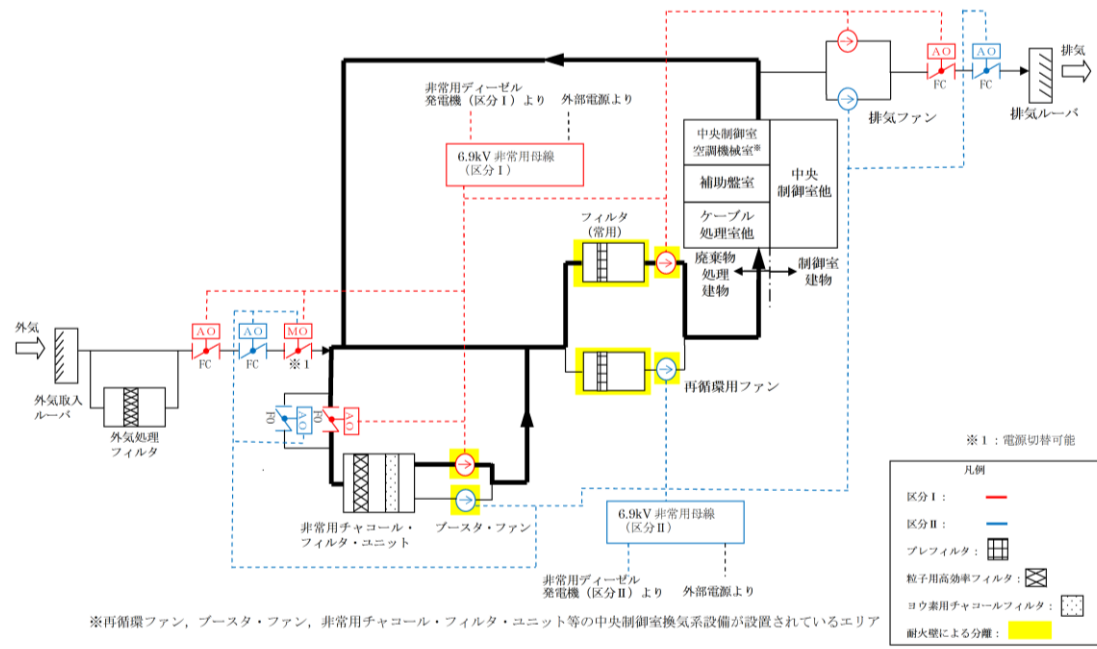 排気
AO
AO
FC
FC
排気ルーバ
排気ファン
非常用ディーゼル
発電機（区分Ⅰ）より
外部電源より
6.9kV 非常用母線
（区分Ⅰ）
中央制御室
空調機械室※
補助盤室
ケーブル
処理室他
中央
制御室他
フィルタ
（常用）
廃棄物
処理
建物
制御室
建物
外気
AO
AO
MO
FC
FC
※1
再循環用ファン
外気取入
ルーバ
外気処理
フィルタ
FO
AO
FO
AO
※1：電源切替可能
非常用チャコール・
フィルタ・ユニット
ブースタ・ファン
6.9kV 非常用母線
（区分Ⅱ）
非常用ディーゼル
発電機（区分Ⅱ）より
外部電源より
凡例
区分Ⅰ：
区分Ⅱ：
プレフィルタ：
粒子用高効率フィルタ：
ヨウ素用チャコールフィルタ：
耐火壁による分離：
※再循環ファン，ブースタ・ファン，非常用チャコール・フィルタ・ユニット等の中央制御室換気系設備が設置されているエリア